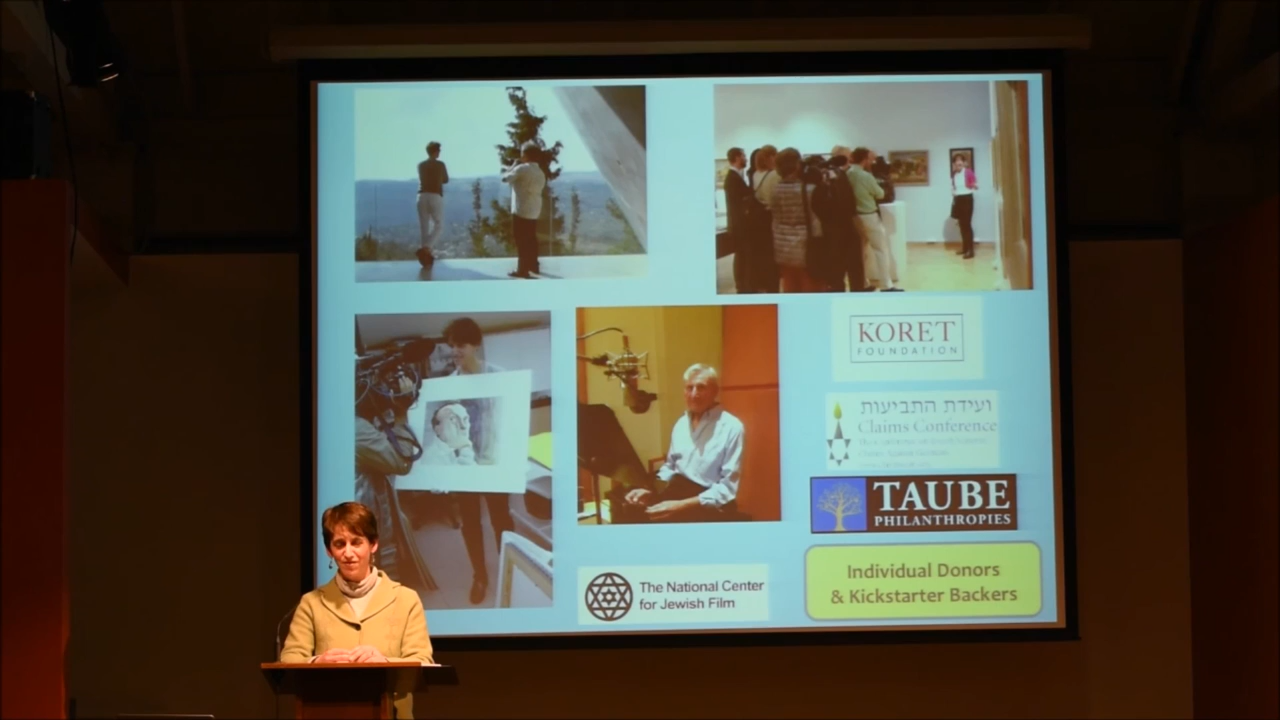 KORET
FOUNDATION
ועידת התביעות
Claims Conference
TAUBE
PHILANTHROPIES
The National Center
for Jewish Film
Individual Donors
& Kickstarter Backers